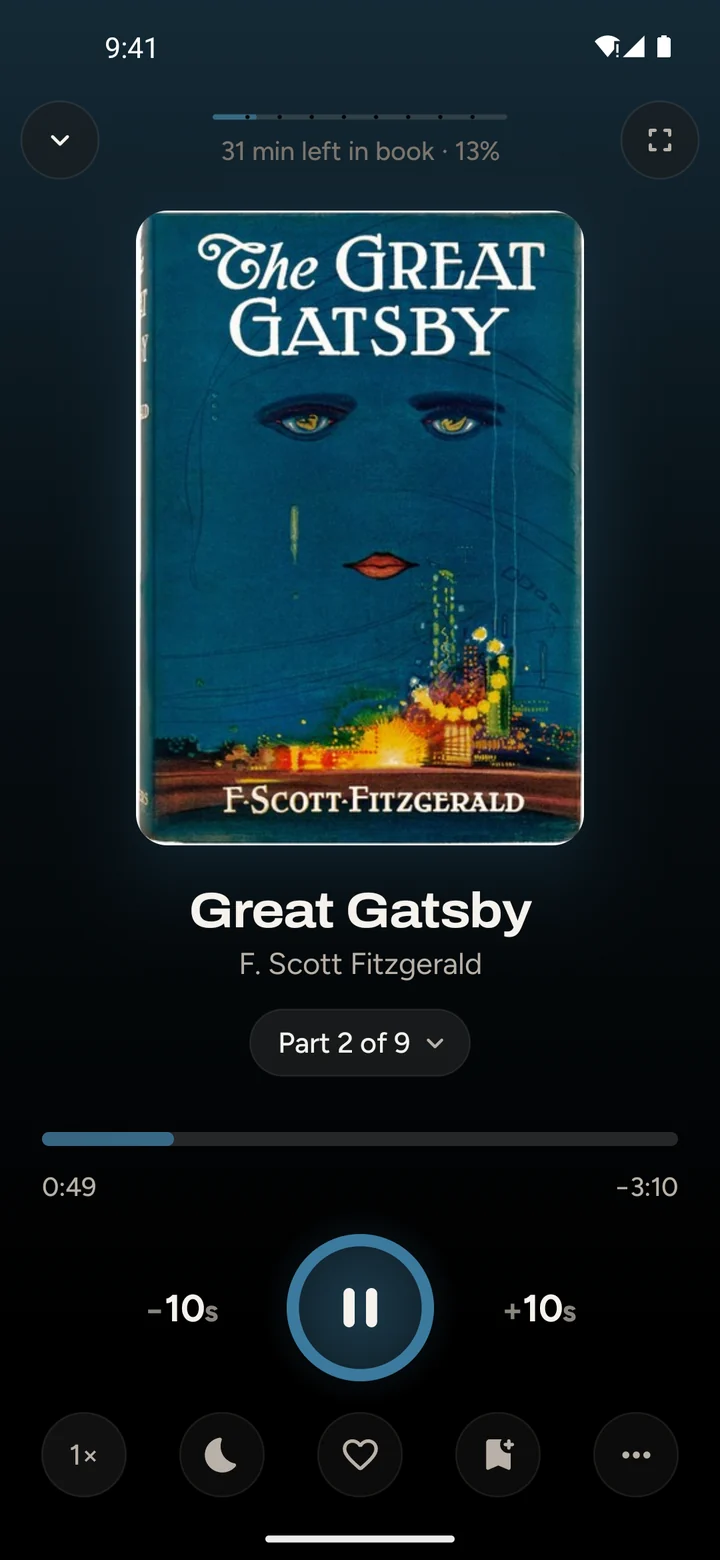 9:41
31 min left in book · 13%
The GREAT
GATSBY
F·SCOTT·FITZGERALD
Great Gatsby
F. Scott Fitzgerald
Part 2 of 9
0:49
−3:10
−10s
+10s
1×